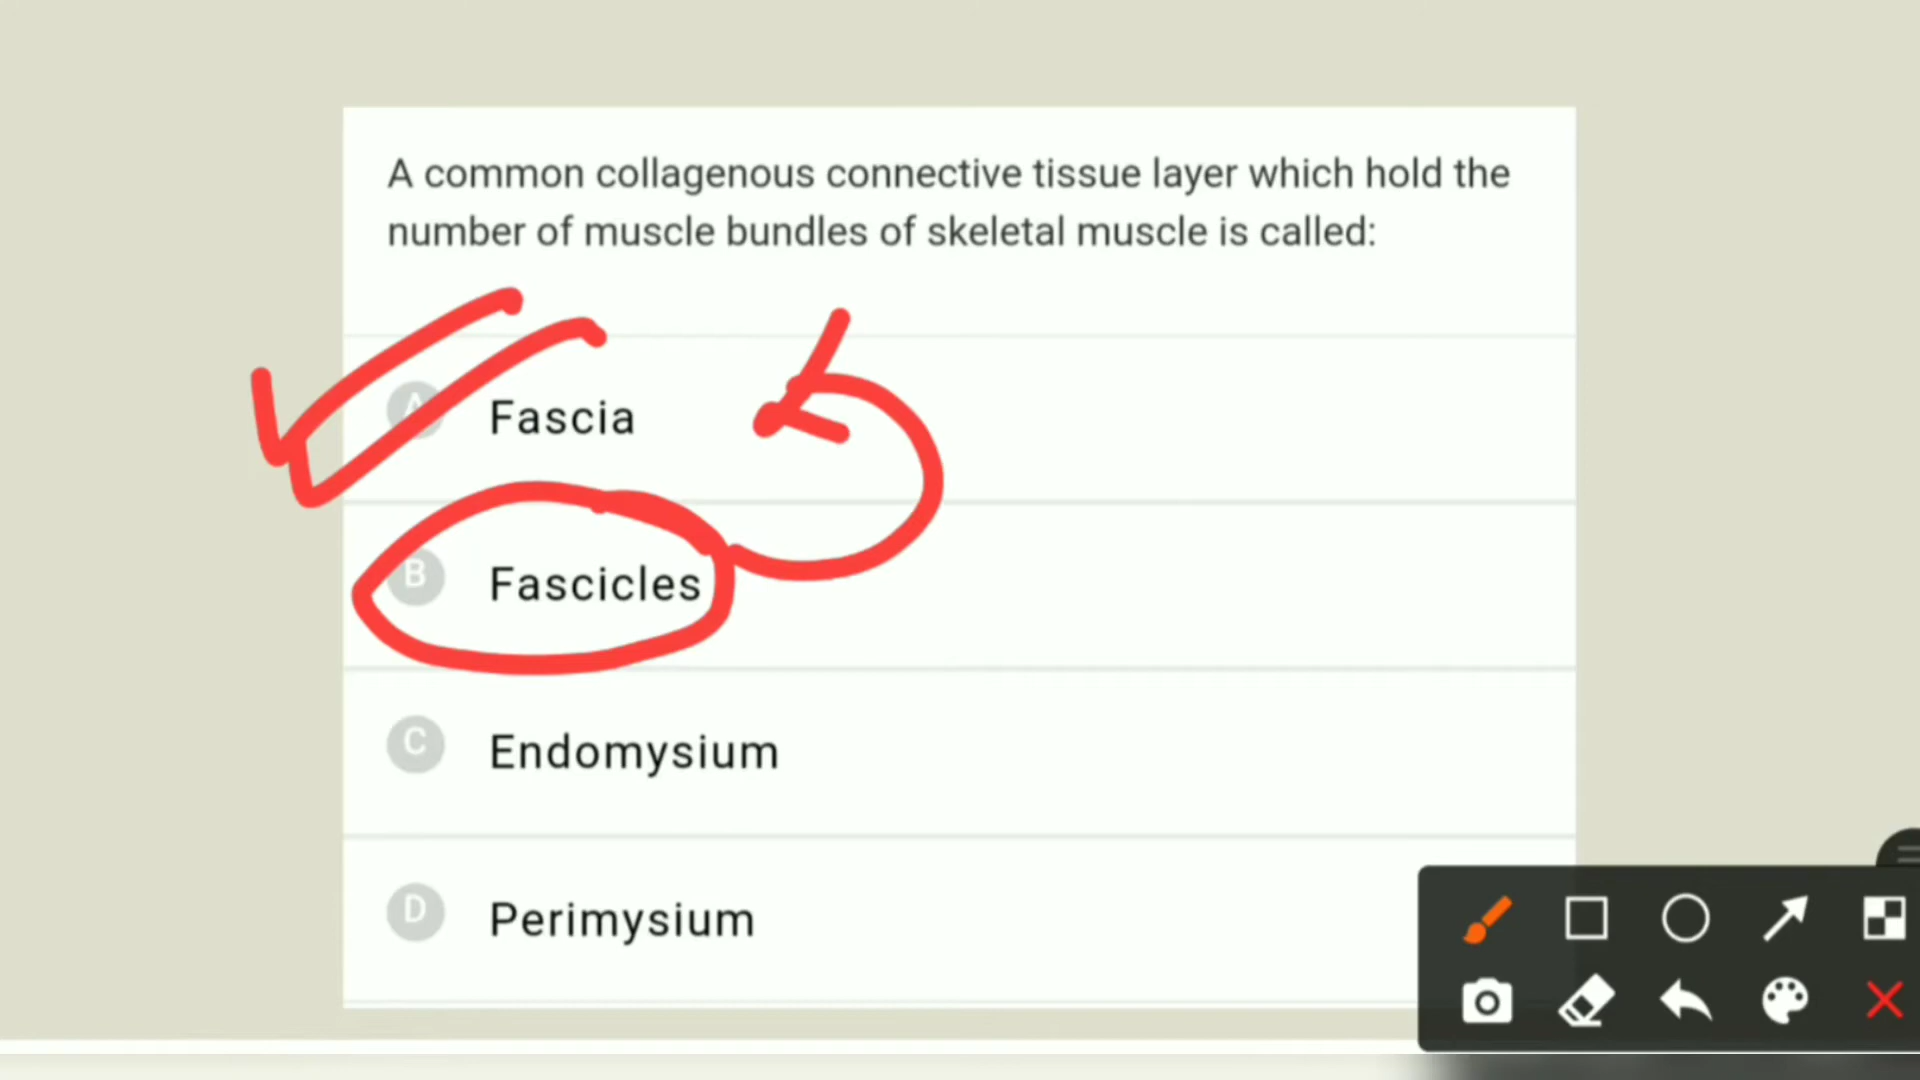 A common collagenous connective tissue layer which hold the
number of muscle bundles of skeletal muscle is called:
A Fascia
B Fascicles
C Endomysium
D Perimysium